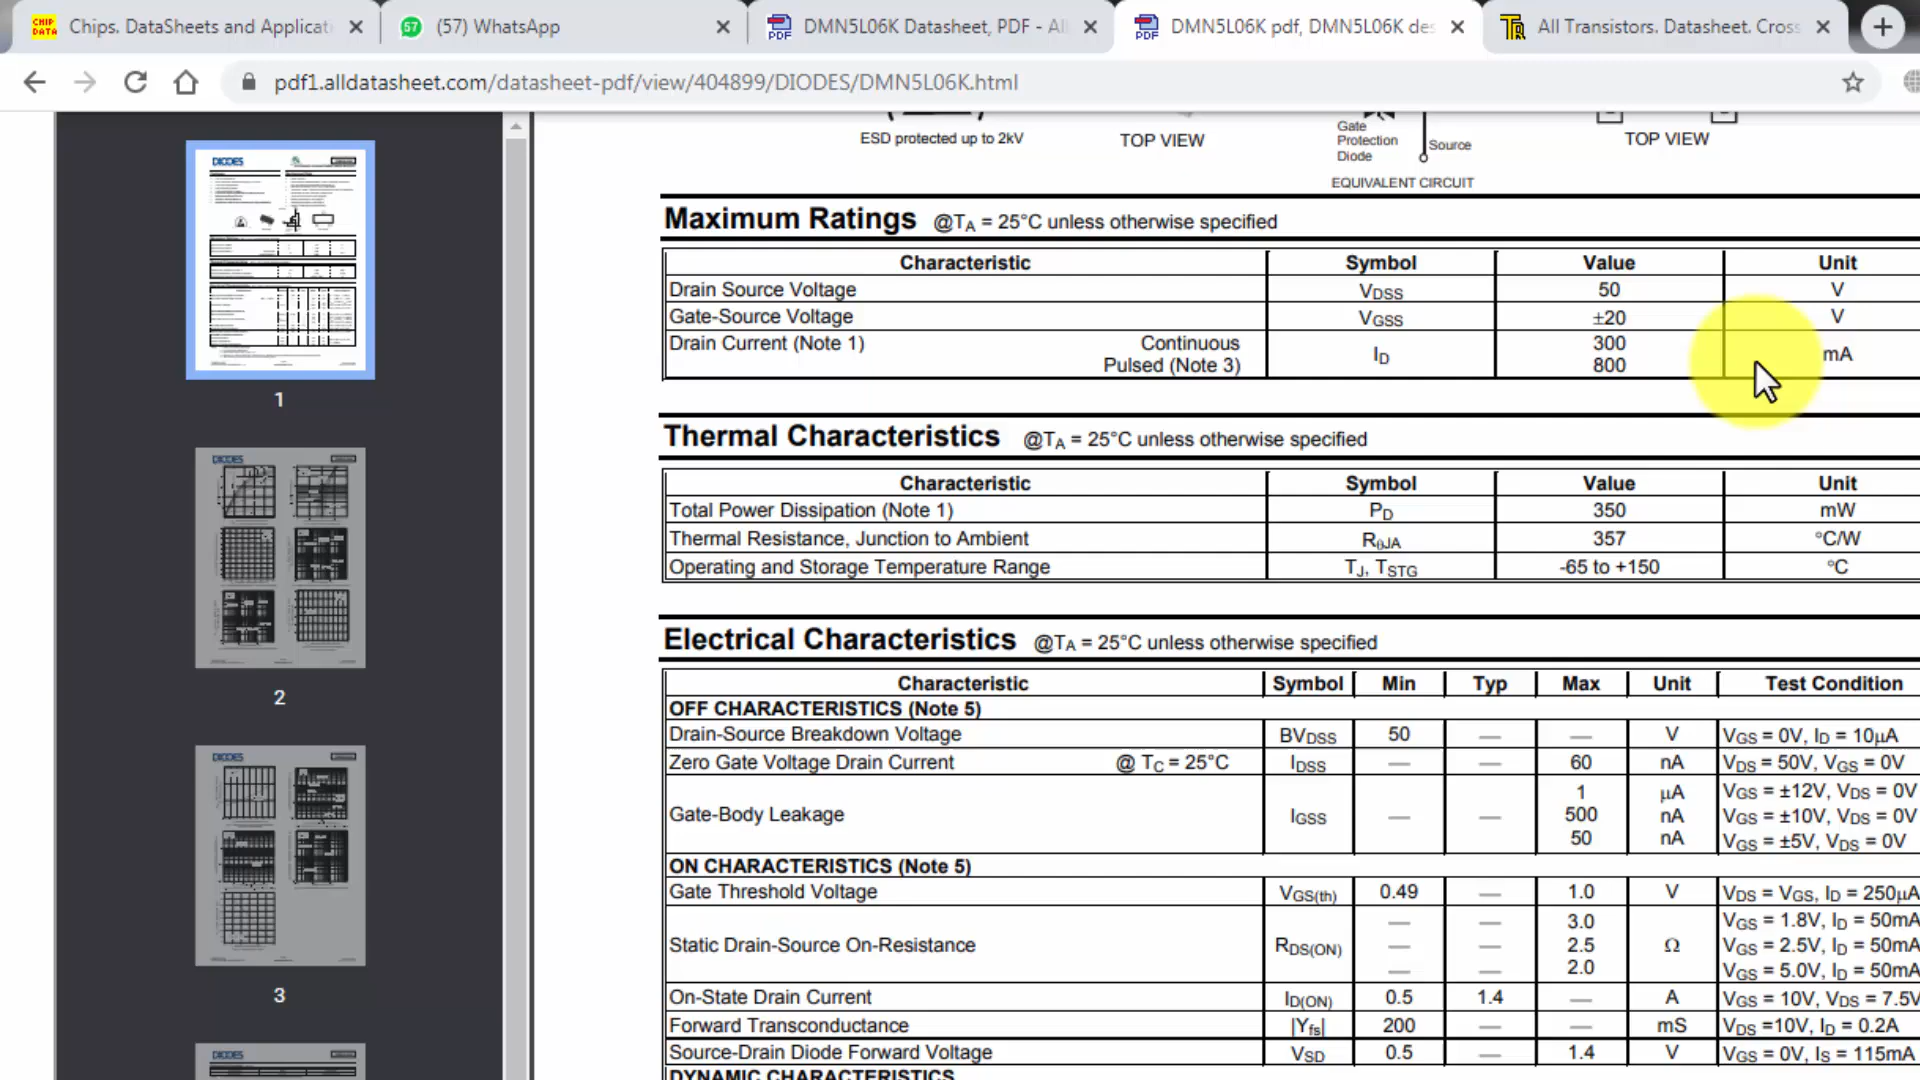 Chips. DataSheets and Applicati
(57) WhatsApp
DMN5L06K Datasheet, PDF - All
DMN5L06K pdf, DMN5L06K des
All Transistors. Datasheet. Cross
pdf1.alldatasheet.com/datasheet-pdf/view/404899/DIODES/DMN5L06K.html
ESD protected up to 2kV
TOP VIEW
Gate
Protection
Diode
Source
EQUIVALENT CIRCUIT
TOP VIEW
Maximum Ratings @TA = 25°C unless otherwise specified
Characteristic Symbol Value Unit
Drain Source Voltage VDSS 50 V
Gate-Source Voltage VGSS ±20 V
Drain Current (Note 1) Continuous 300
Pulsed (Note 3) ID 800 mA
Thermal Characteristics @TA = 25°C unless otherwise specified
Characteristic Symbol Value Unit
Total Power Dissipation (Note 1) PD 350 mW
Thermal Resistance, Junction to Ambient RθJA 357 °C/W
Operating and Storage Temperature Range TJ, TSTG -65 to +150 °C
Electrical Characteristics @TA = 25°C unless otherwise specified
Characteristic Symbol Min Typ Max Unit Test Condition
OFF CHARACTERISTICS (Note 5)
Drain-Source Breakdown Voltage BVDSS 50 — — V VGS = 0V, ID = 10μA
Zero Gate Voltage Drain Current @ TC = 25°C IDSS — — 60 nA VDS = 50V, VGS = 0V
Gate-Body Leakage IGSS — — 1 μA VGS = ±12V, VDS = 0V
500 nA VGS = ±10V, VDS = 0V
50 nA VGS = ±5V, VDS = 0V
ON CHARACTERISTICS (Note 5)
Gate Threshold Voltage VGS(th) 0.49 — 1.0 V VDS = VGS, ID = 250μA
Static Drain-Source On-Resistance RDS(ON) — — 3.0 Ω VGS = 1.8V, ID = 50mA
— — 2.5 VGS = 2.5V, ID = 50mA
— — 2.0 VGS = 5.0V, ID = 50mA
On-State Drain Current ID(ON) 0.5 1.4 — A VGS = 10V, VDS = 7.5V
Forward Transconductance |Yfs| 200 — — mS VDS =10V, ID = 0.2A
Source-Drain Diode Forward Voltage VSD 0.5 — 1.4 V VGS = 0V, IS = 115mA
DYNAMIC CHARACTERISTICS
DIODES
1
DIODES
2
DIODES
3
DIODES